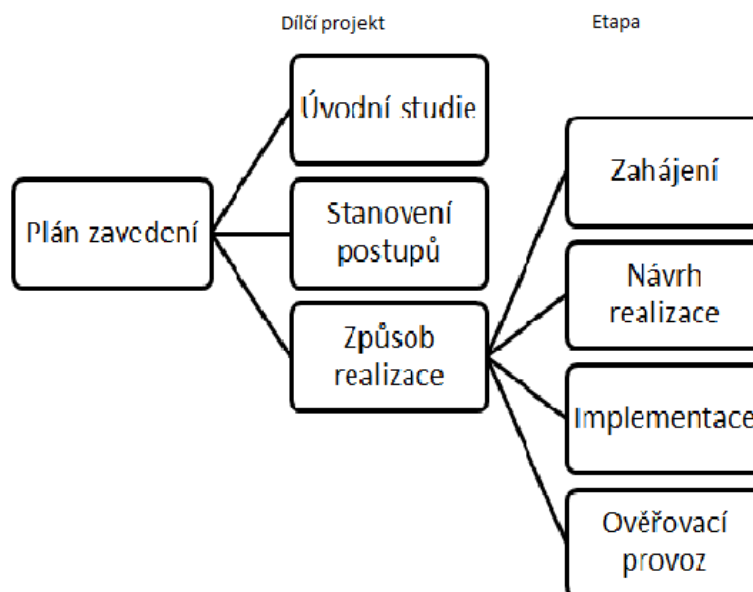 Dílčí projekt
Etapa
Úvodní studie
Zahájení
Plán zavedení
Stanovení
postupů
Návrh
realizace
Způsob
realizace
Implementace
Ověřovací
provoz